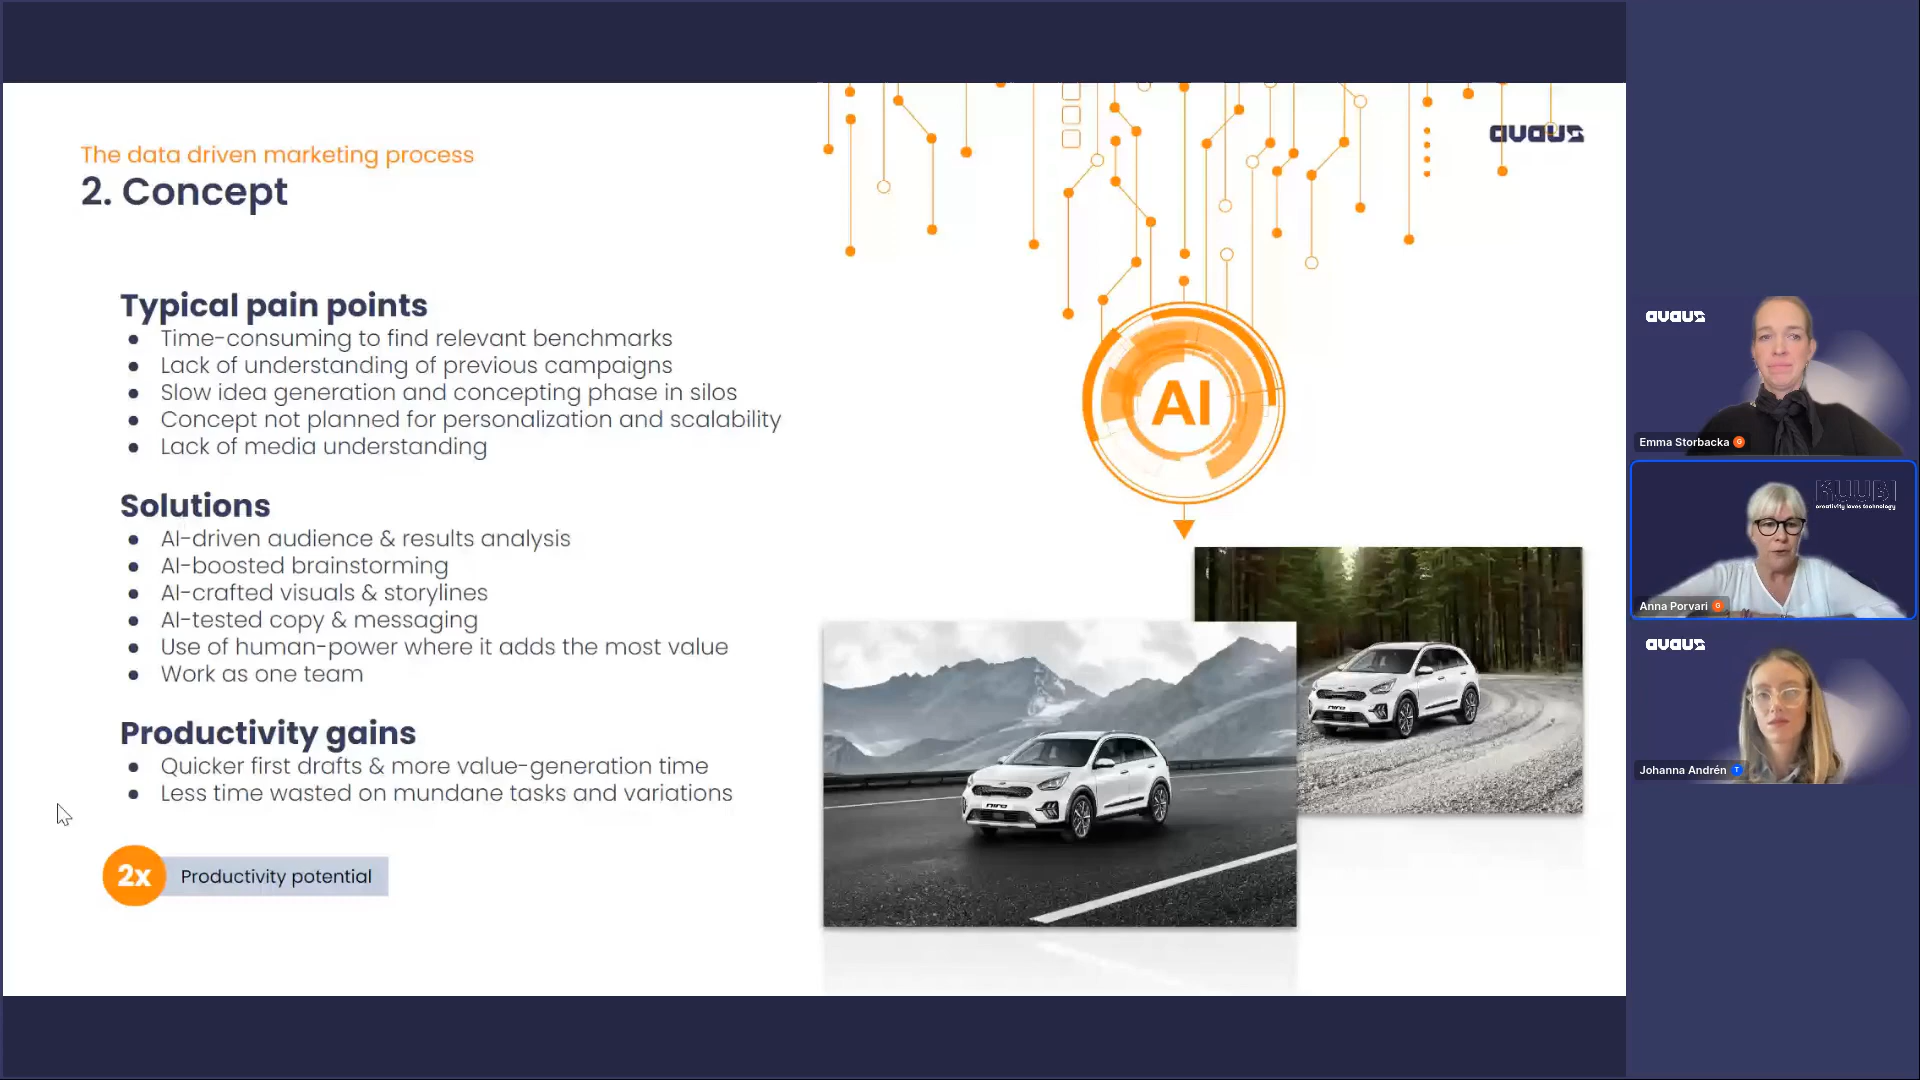 The data driven marketing process
2. Concept
avaus
Typical pain points
● Time-consuming to find relevant benchmarks
● Lack of understanding of previous campaigns
● Slow idea generation and concepting phase in silos
● Concept not planned for personalization and scalability
● Lack of media understanding
Solutions
● AI-driven audience & results analysis
● AI-boosted brainstorming
● AI-crafted visuals & storylines
● AI-tested copy & messaging
● Use of human-power where it adds the most value
● Work as one team
Productivity gains
● Quicker first drafts & more value-generation time
● Less time wasted on mundane tasks and variations
2x Productivity potential
AI
niro
niro
avaus
Emma Storbacka G
KUUBI
creativity loves technology
Anna Porvari G
avaus
Johanna Andrén T